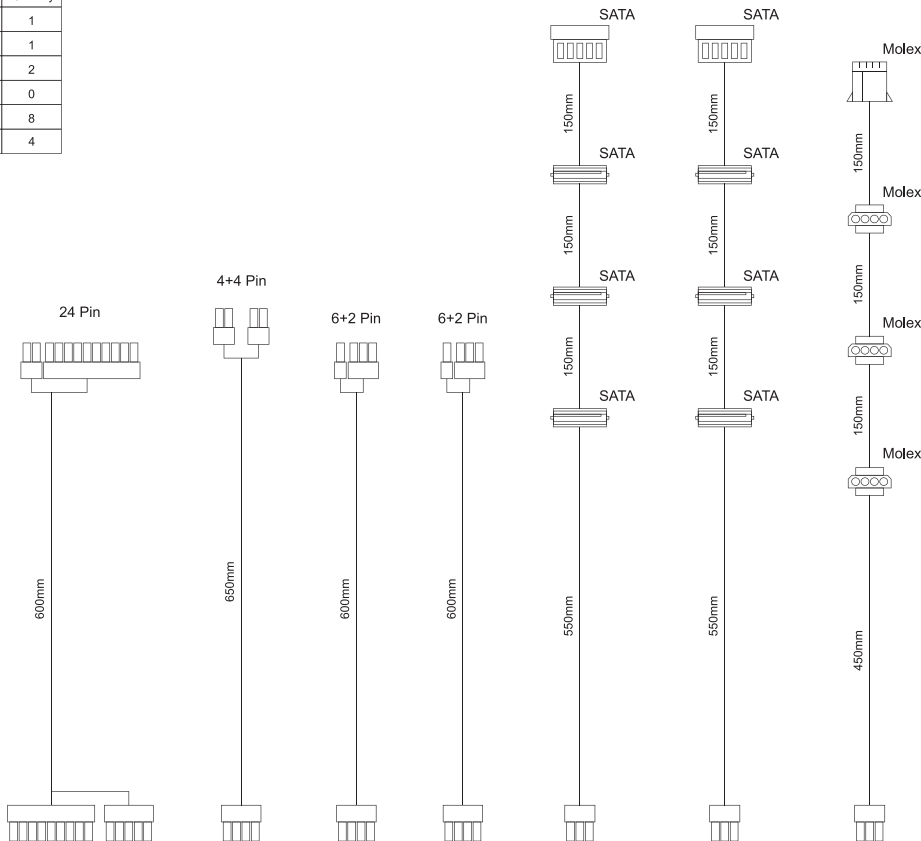 1
1
2
0
8
4
SATA
SATA
Molex
150mm
150mm
150mm
SATA
SATA
Molex
150mm
150mm
150mm
4+4 Pin
SATA
SATA
24 Pin
6+2 Pin
6+2 Pin
Molex
150mm
150mm
150mm
SATA
SATA
Molex
600mm
650mm
600mm
600mm
550mm
550mm
450mm